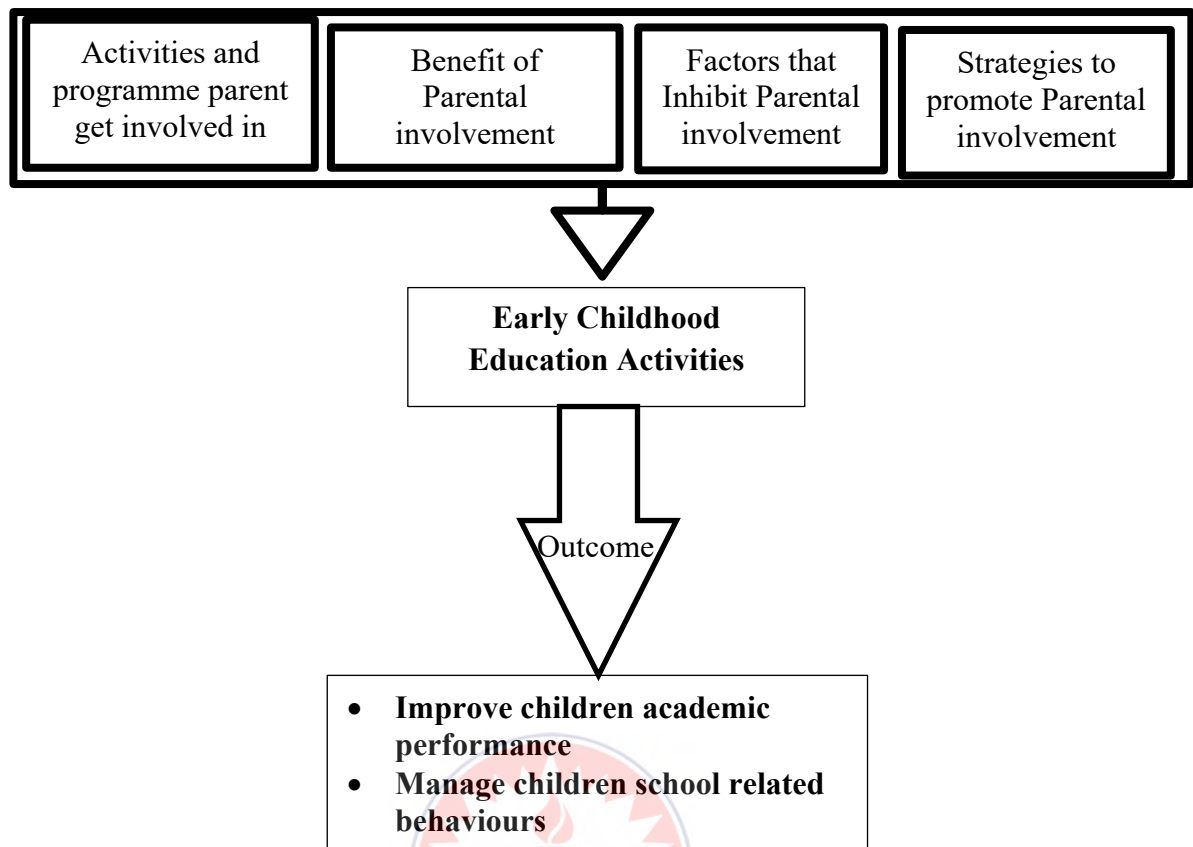 Activities and
programme parent
get involved in
Benefit of
Parental
involvement
Factors that
Inhibit Parental
involvement
Strategies to
promote Parental
involvement
Early Childhood
Education Activities
Outcome
• Improve children academic
performance
• Manage children school related
behaviours